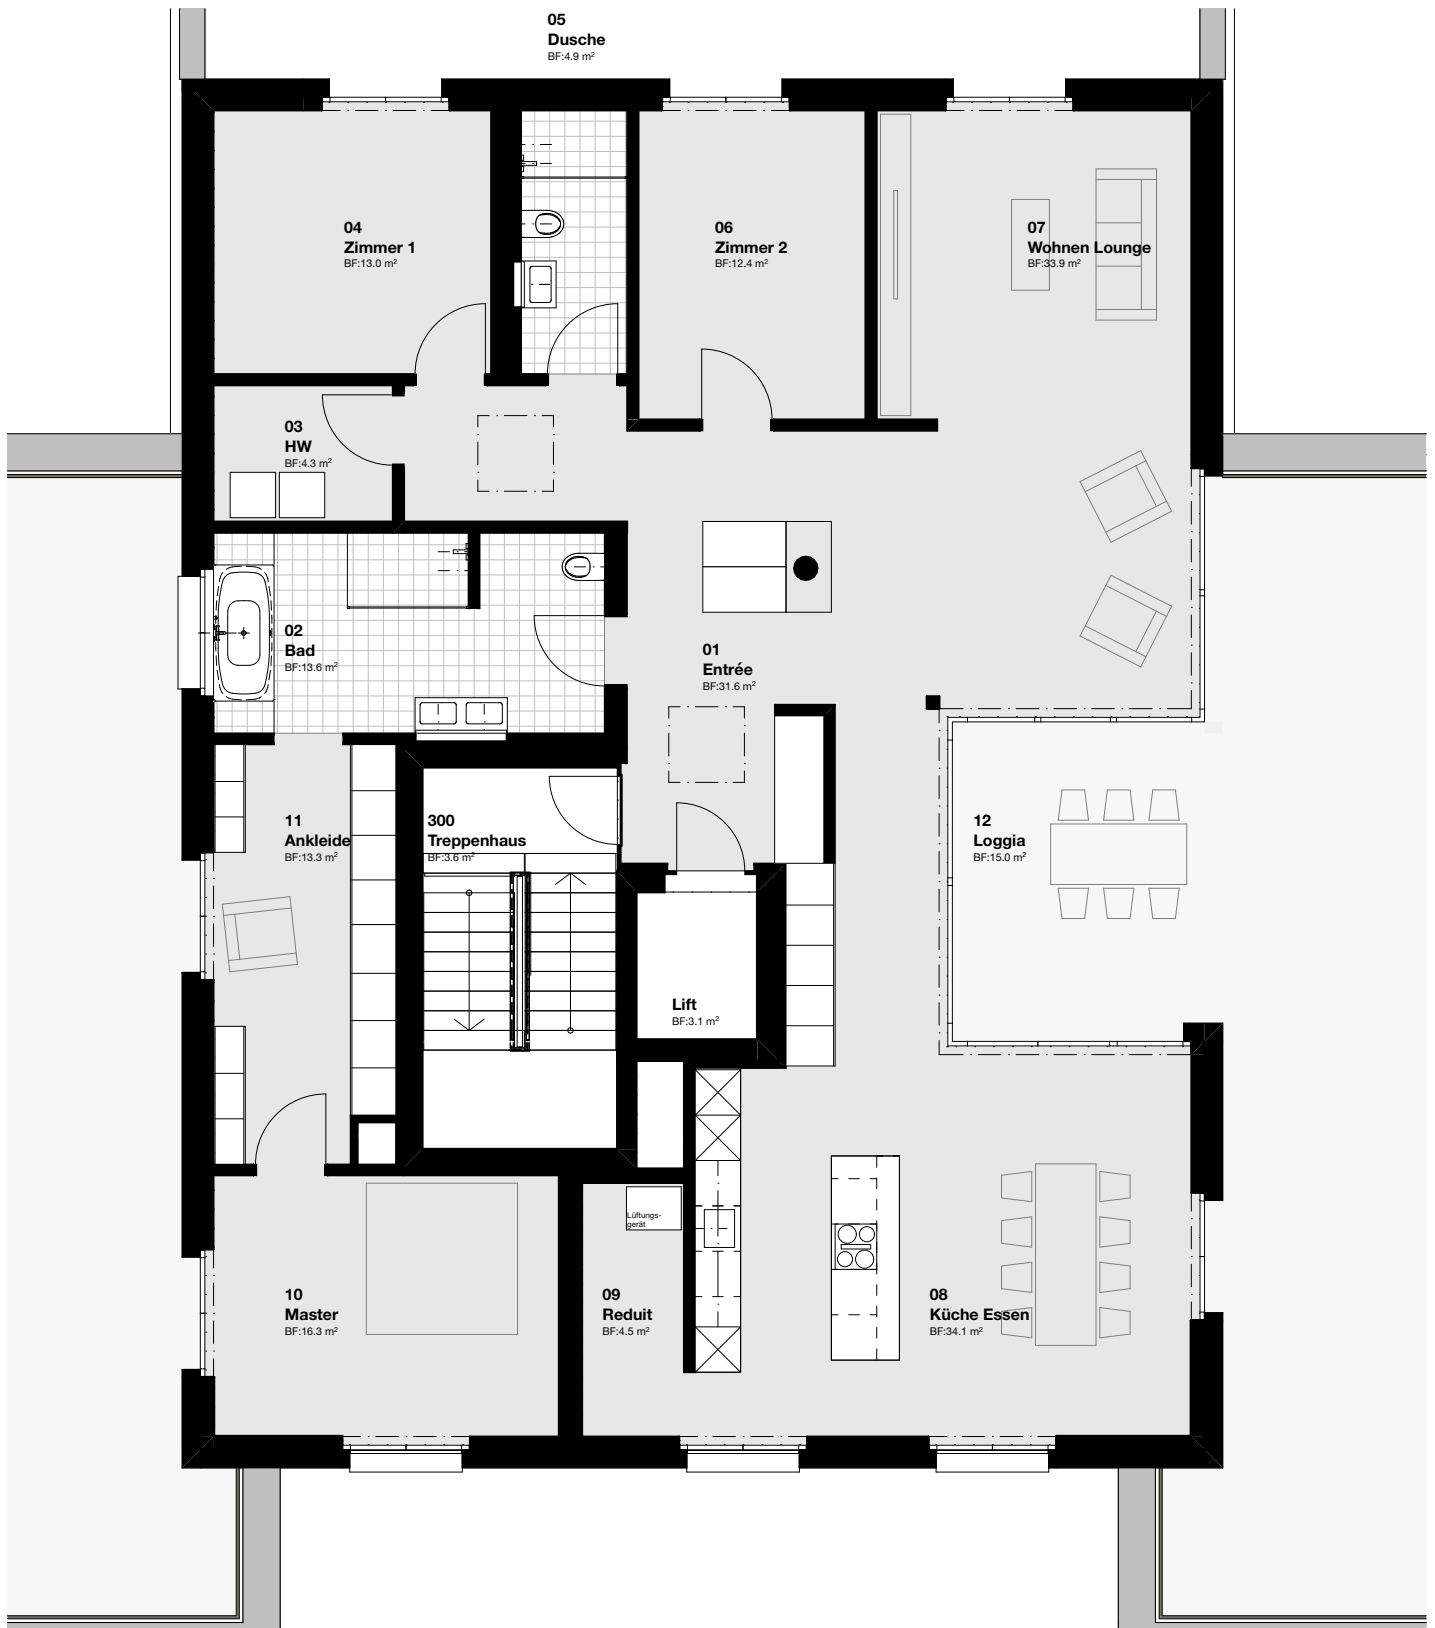 05
Dusche
BF:4.9 m²
04
Zimmer 1
BF:13.0 m²
06
Zimmer 2
BF:12.4 m²
07
Wohnen Lounge
BF:33.9 m²
03
HW
BF:4.3 m²
02
Bad
BF:13.6 m²
01
Entrée
BF:31.6 m²
11
Ankleide
BF:13.3 m²
300
Treppenhaus
BF:3.6 m²
12
Loggia
BF:15.0 m²
Lift
BF:3.1 m²
Lüftungs-
gerät
10
Master
BF:16.3 m²
09
Reduit
BF:4.5 m²
08
Küche Essen
BF:34.1 m²